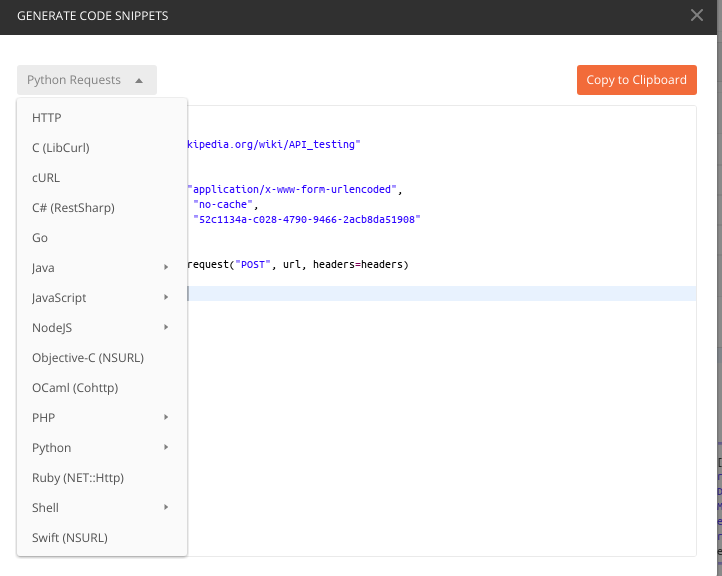 GENERATE CODE SNIPPETS
Python Requests
Copy to Clipboard
HTTP
C (LibCurl)
cURL
C# (RestSharp)
Go
Java
JavaScript
NodeJS
Objective-C (NSURL)
OCaml (Cohttp)
PHP
Python
Ruby (NET::Http)
Shell
Swift (NSURL)
kipedia.org/wiki/API_testing"
"application/x-www-form-urlencoded",
"no-cache",
"52c1134a-c028-4790-9466-2acb8da51908"
request("POST", url, headers=headers)